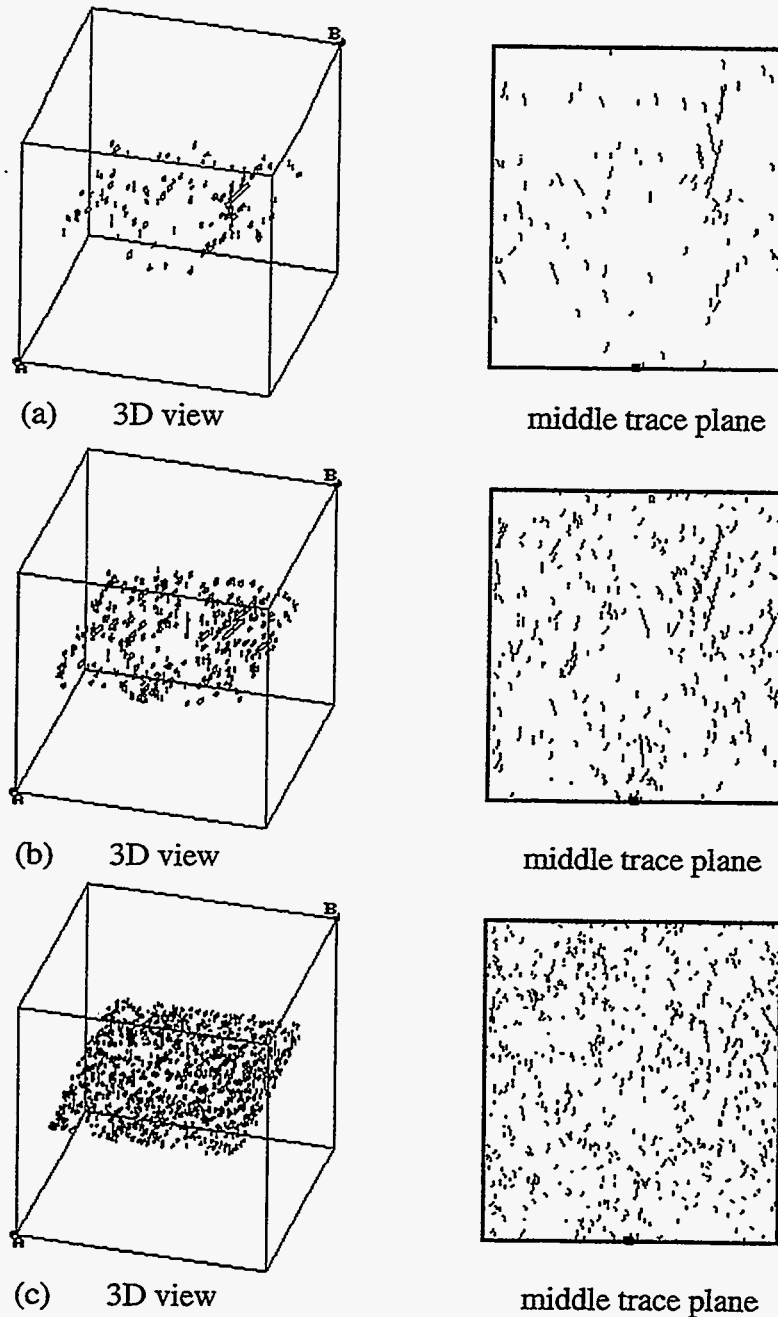 B
A
(a) 3D view
middle trace plane
B
A
(b) 3D view
middle trace plane
B
A
(c) 3D view
middle trace plane